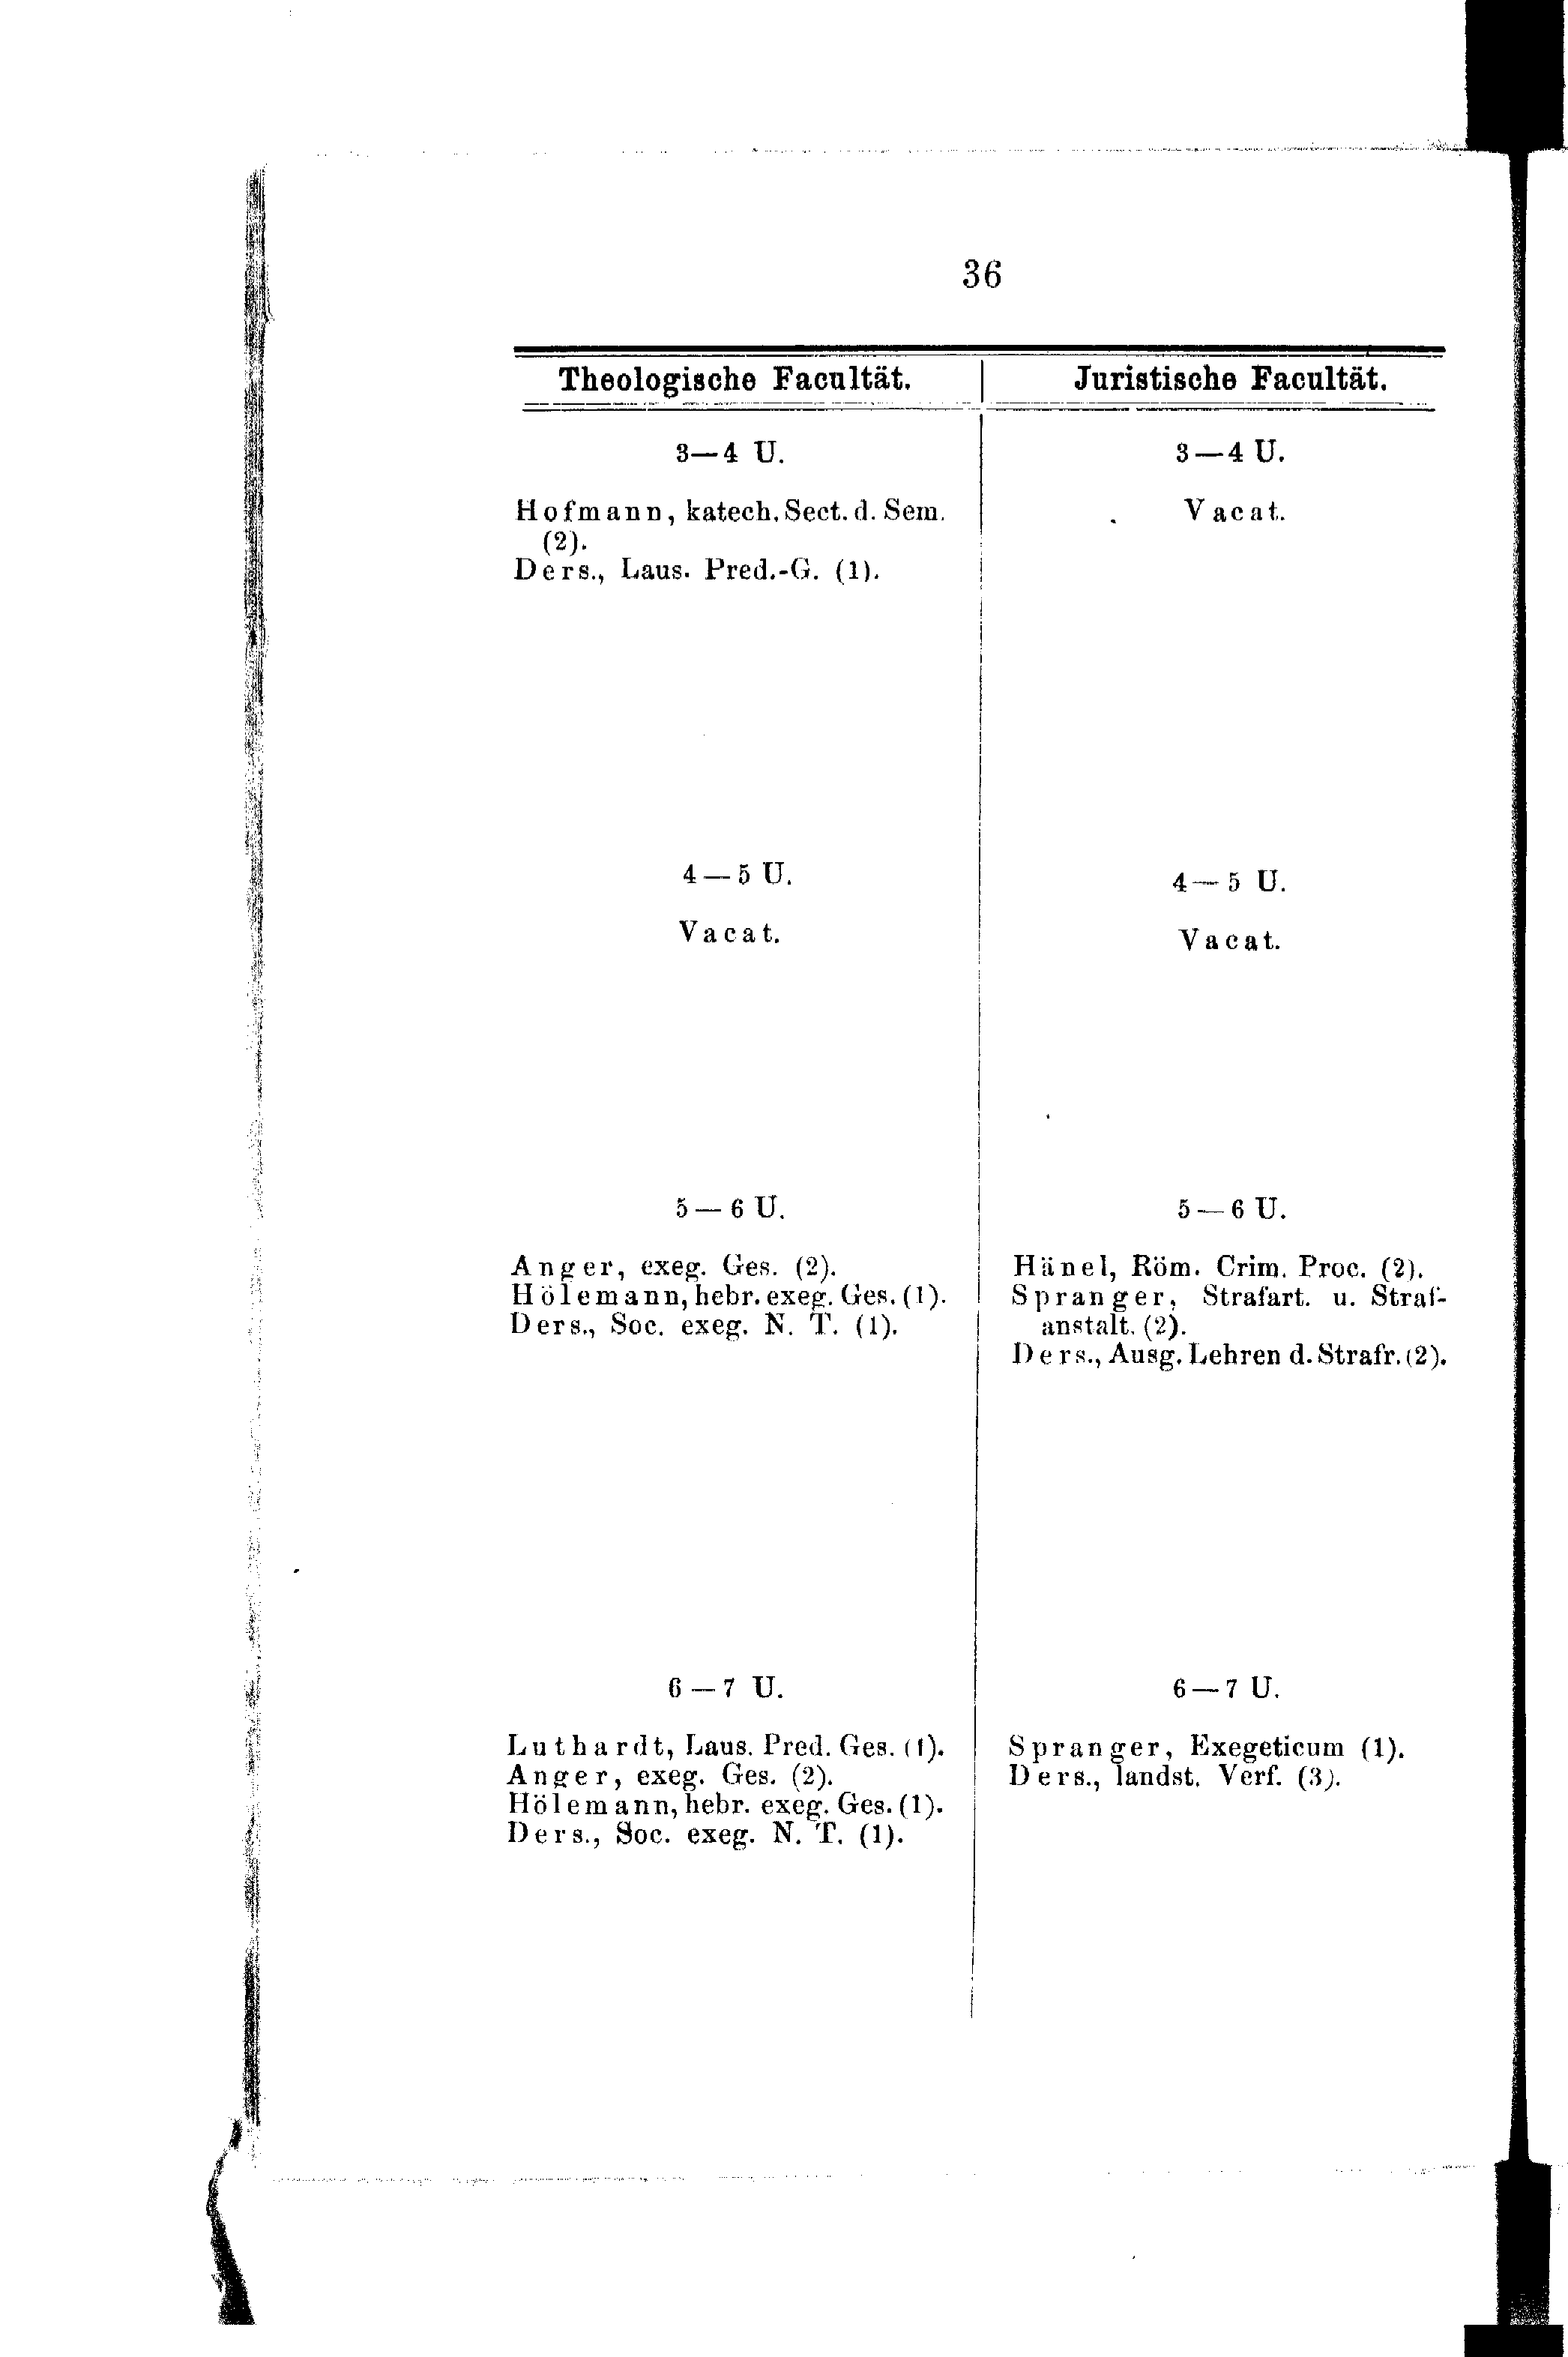 36
Theologische Facultät.
3—4 U.
Hofmann, katech. Sect. d. Sem.
(2).
Ders., Laus. Pred.-G. (1).
4—5 U.
Vacat.
5—6 U.
Anger, exeg. Ges. (2).
Hölemann, hebr. exeg. Ges. (1).
Ders., Soc. exeg. N. T. (1).
6—7 U.
Luthardt, Laus. Pred. Ges. (1).
Anger, exeg. Ges. (2).
Hölemann, hebr. exeg. Ges. (1).
Ders., Soc. exeg. N. T. (1).
Juristische Facultät.
3—4 U.
Vacat.
4—5 U.
Vacat.
5—6 U.
Hänel, Röm. Crim. Proc. (2).
Spranger, Strafart. u. Straf-
anstalt. (2).
Ders., Ausg. Lehren d. Strafr. (2).
6—7 U.
Spranger, Exegeticum (1).
Ders., landst. Verf. (3).